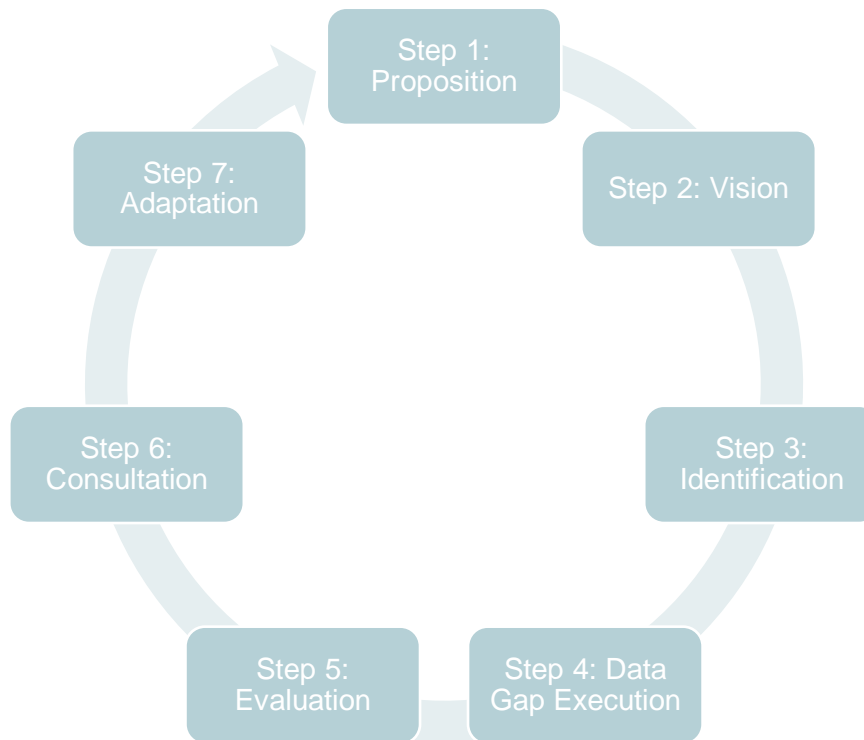 Step 1:
Proposition
Step 2: Vision
Step 3:
Identification
Step 4: Data
Gap Execution
Step 5:
Evaluation
Step 6:
Consultation
Step 7:
Adaptation